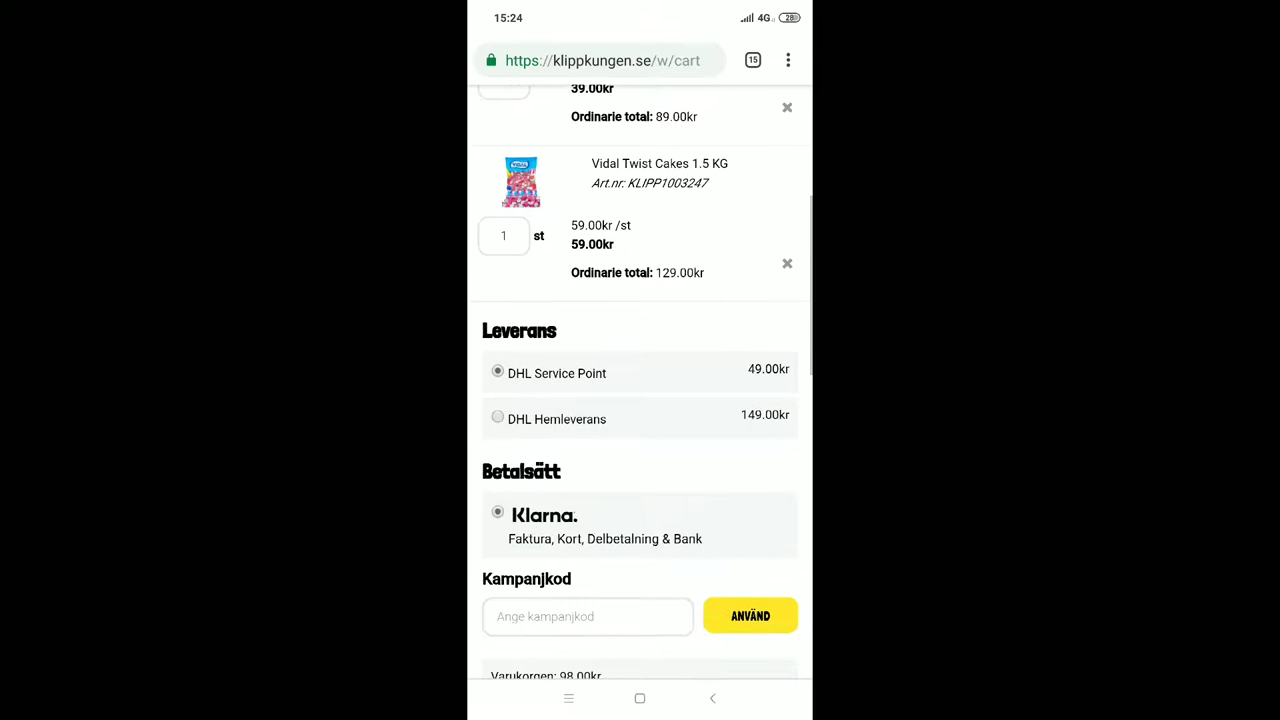 15:24
4G
28
https://klippkungen.se/w/cart
15
39.00kr
Ordinarie total: 89.00kr
Vidal Twist Cakes 1.5 KG
Art.nr: KLIPP1003247
VIDAL
59.00kr /st
1 st
59.00kr
Ordinarie total: 129.00kr
Leverans
DHL Service Point 49.00kr
DHL Hemleverans 149.00kr
Betalsätt
Klarna.
Faktura, Kort, Delbetalning & Bank
Kampanjkod
Ange kampanjkod
ANVÄND
Varukorgen: 98.00kr